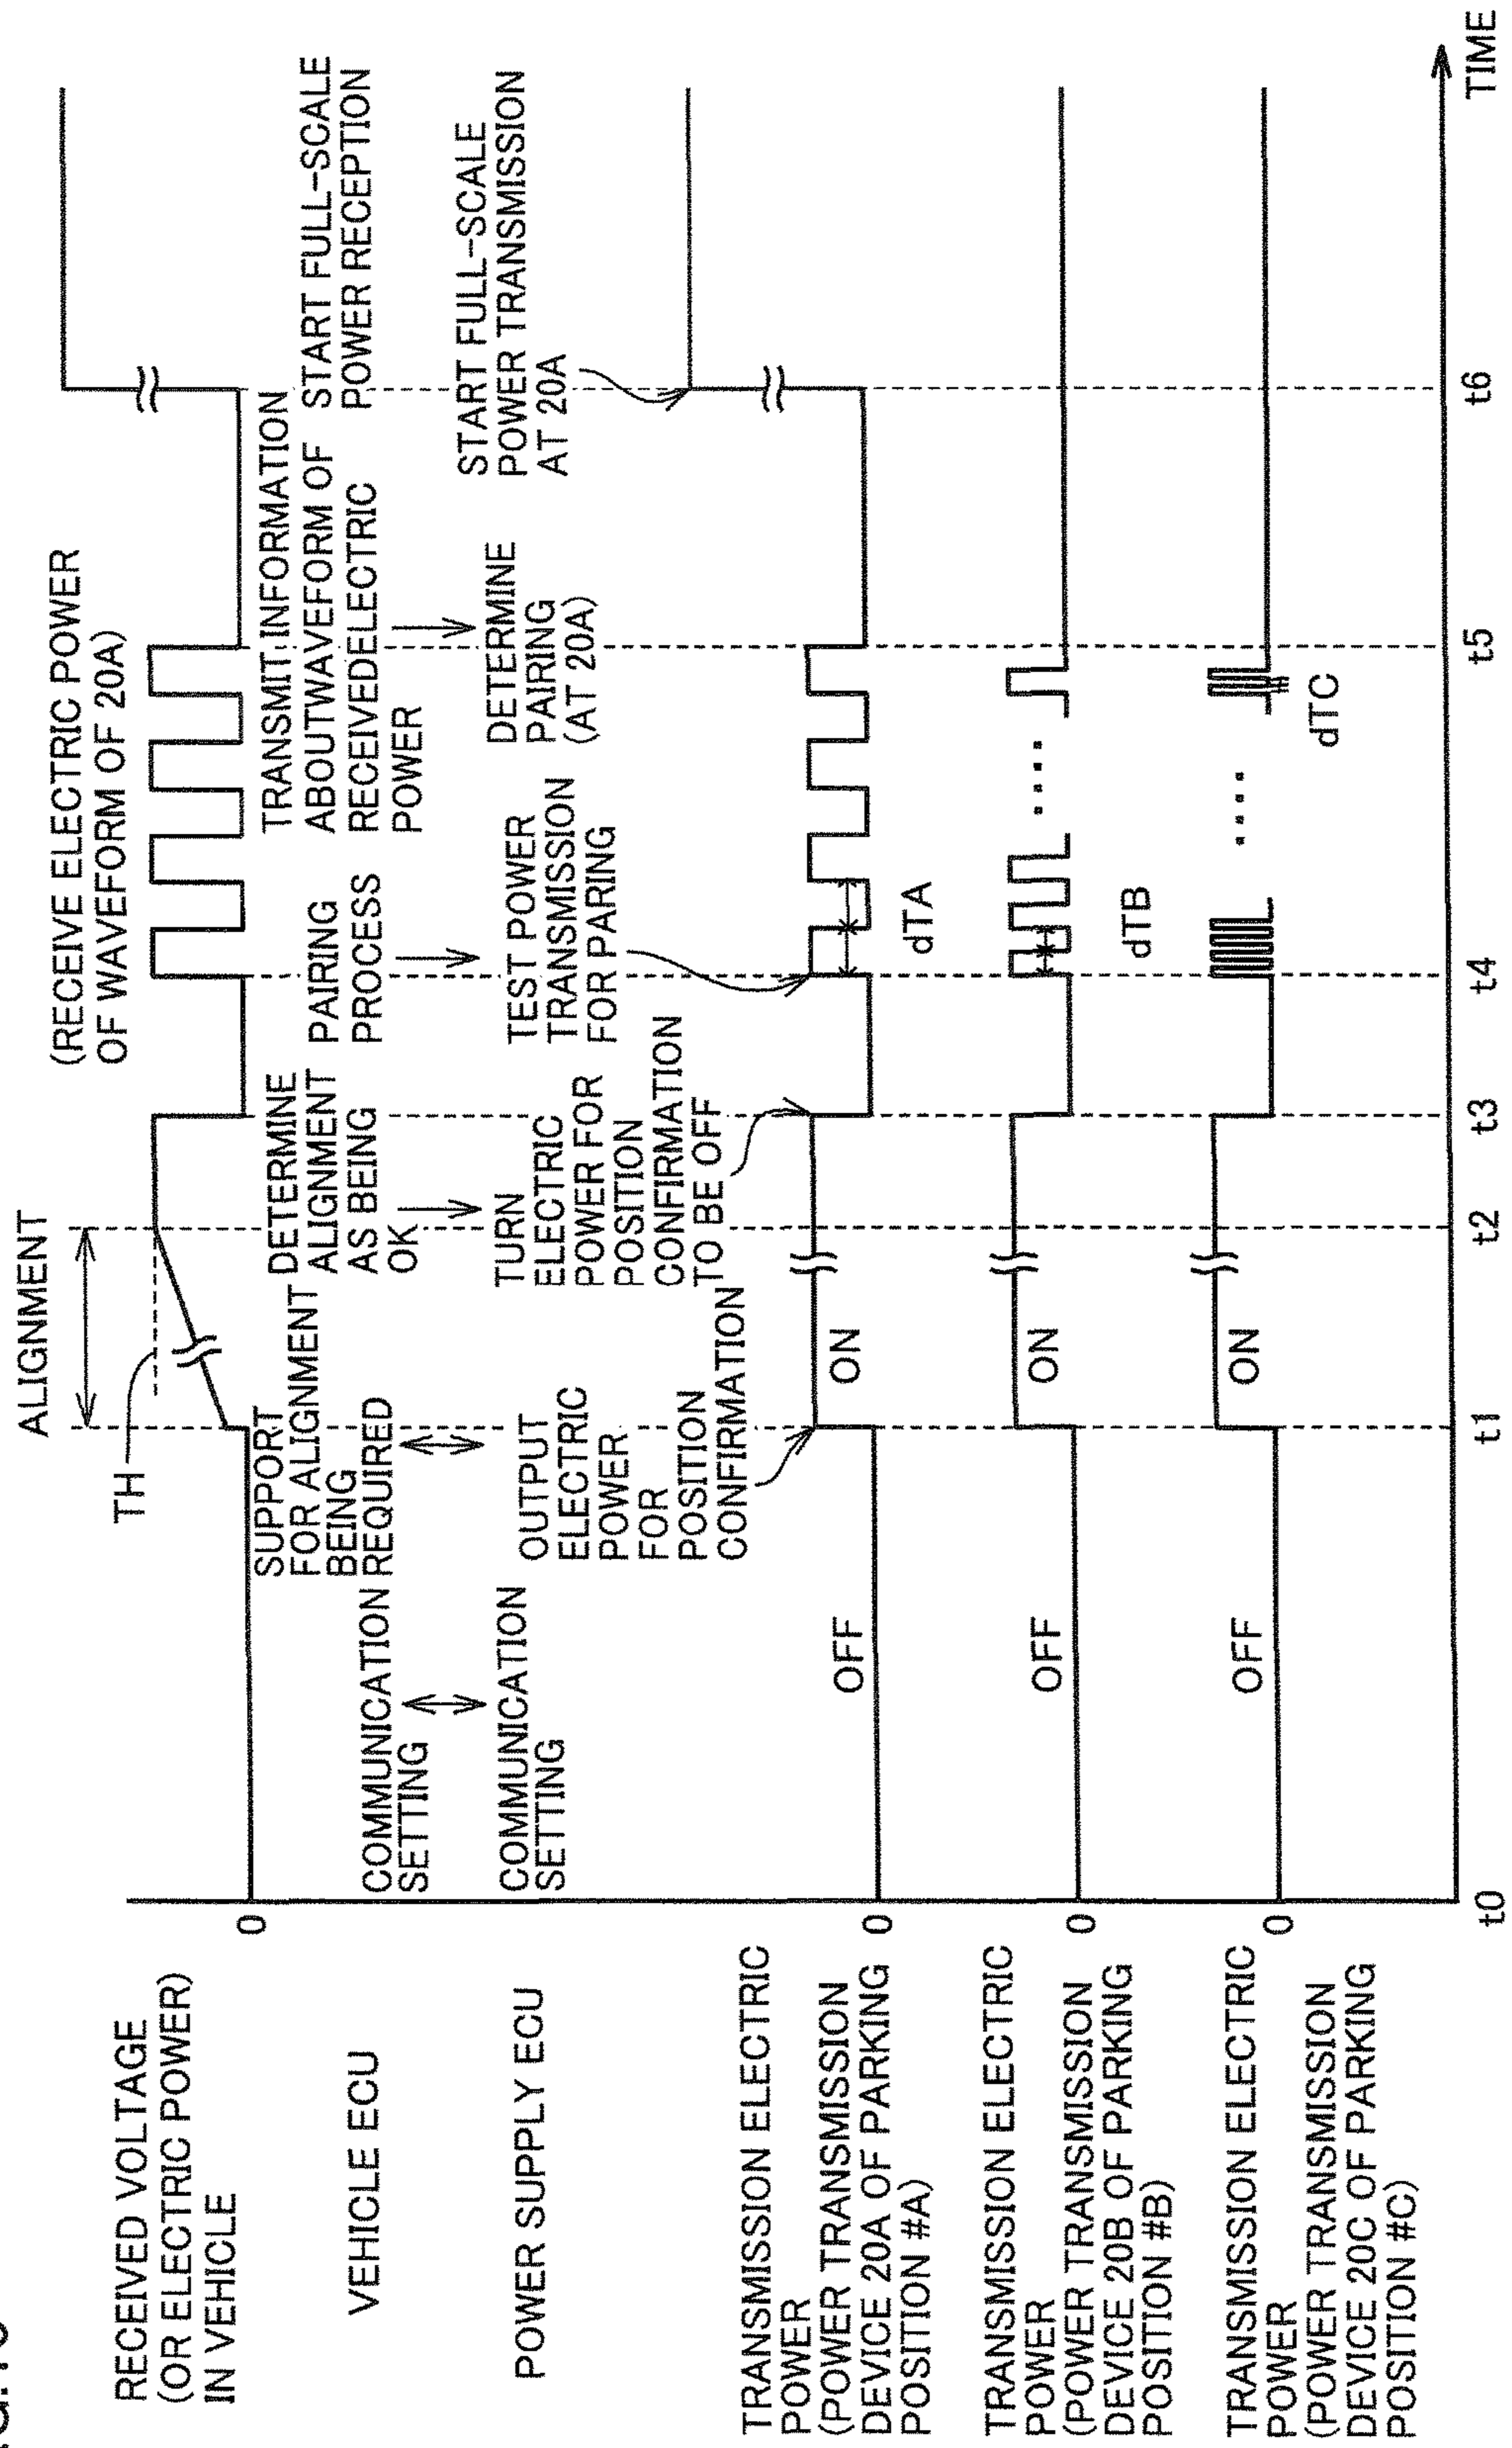 RECEIVED VOLTAGE
(OR ELECTRIC POWER)
IN VEHICLE
VEHICLE ECU
POWER SUPPLY ECU
TRANSMISSION ELECTRIC
POWER
(POWER TRANSMISSION
DEVICE 20A OF PARKING
POSITION #A)
TRANSMISSION ELECTRIC
POWER
(POWER TRANSMISSION
DEVICE 20B OF PARKING
POSITION #B)
TRANSMISSION ELECTRIC
POWER
(POWER TRANSMISSION
DEVICE 20C OF PARKING
POSITION #C)
0
0
0
0
ALIGNMENT
TH
(RECEIVE ELECTRIC POWER
OF WAVEFORM OF 20A)
COMMUNICATION
SETTING
SUPPORT
FOR ALIGNMENT
BEING
REQUIRED
DETERMINE
ALIGNMENT
AS BEING
OK
PAIRING
PROCESS
TRANSMIT INFORMATION
ABOUTWAVEFORM OF
RECEIVEDELECTRIC
POWER
START FULL-SCALE
POWER RECEPTION
COMMUNICATION
SETTING
OUTPUT
ELECTRIC
POWER
FOR
POSITION
CONFIRMATION
TURN
ELECTRIC
POWER FOR
POSITION
CONFIRMATION
TO BE OFF
TEST POWER
TRANSMISSION
FOR PARING
DETERMINE
PAIRING
(AT 20A)
START FULL-SCALE
POWER TRANSMISSION
AT 20A
OFF
ON
dTA
OFF
ON
dTB
OFF
ON
dTC
t0
t1
t2
t3
t4
t5
t6
TIME